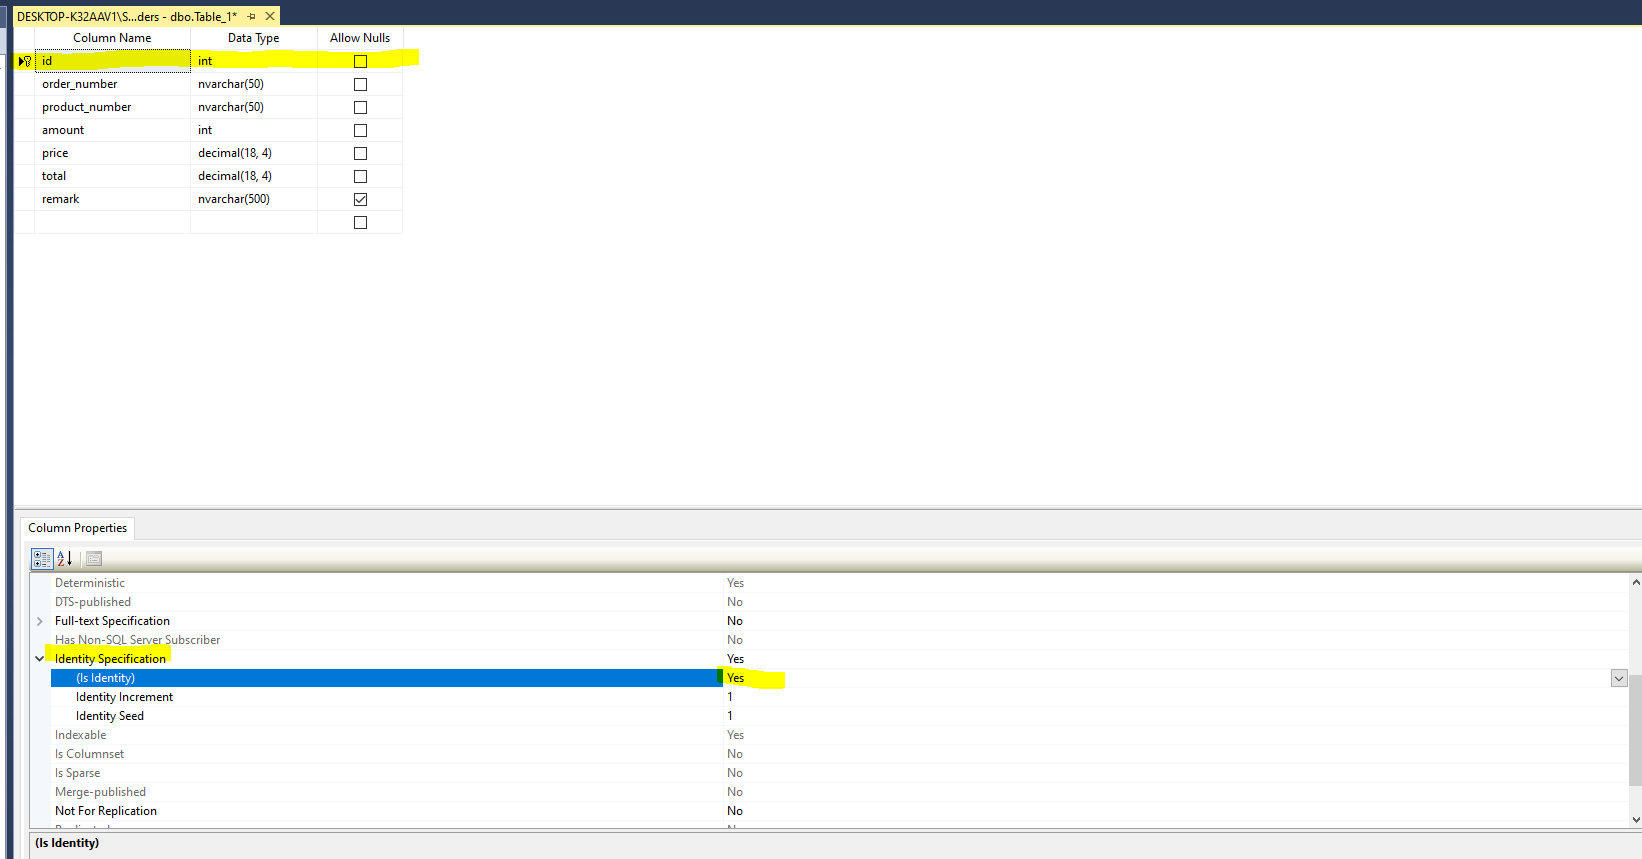 DESKTOP-K32AAV1\S...ders - dbo.Table_1*
Column Name Data Type Allow Nulls
id int
order_number nvarchar(50)
product_number nvarchar(50)
amount int
price decimal(18, 4)
total decimal(18, 4)
remark nvarchar(500)
Column Properties
Deterministic Yes
DTS-published No
Full-text Specification No
Has Non-SQL Server Subscriber No
Identity Specification Yes
(Is Identity) Yes
Identity Increment 1
Identity Seed 1
Indexable Yes
Is Columnset No
Is Sparse No
Merge-published No
Not For Replication No
(Is Identity)